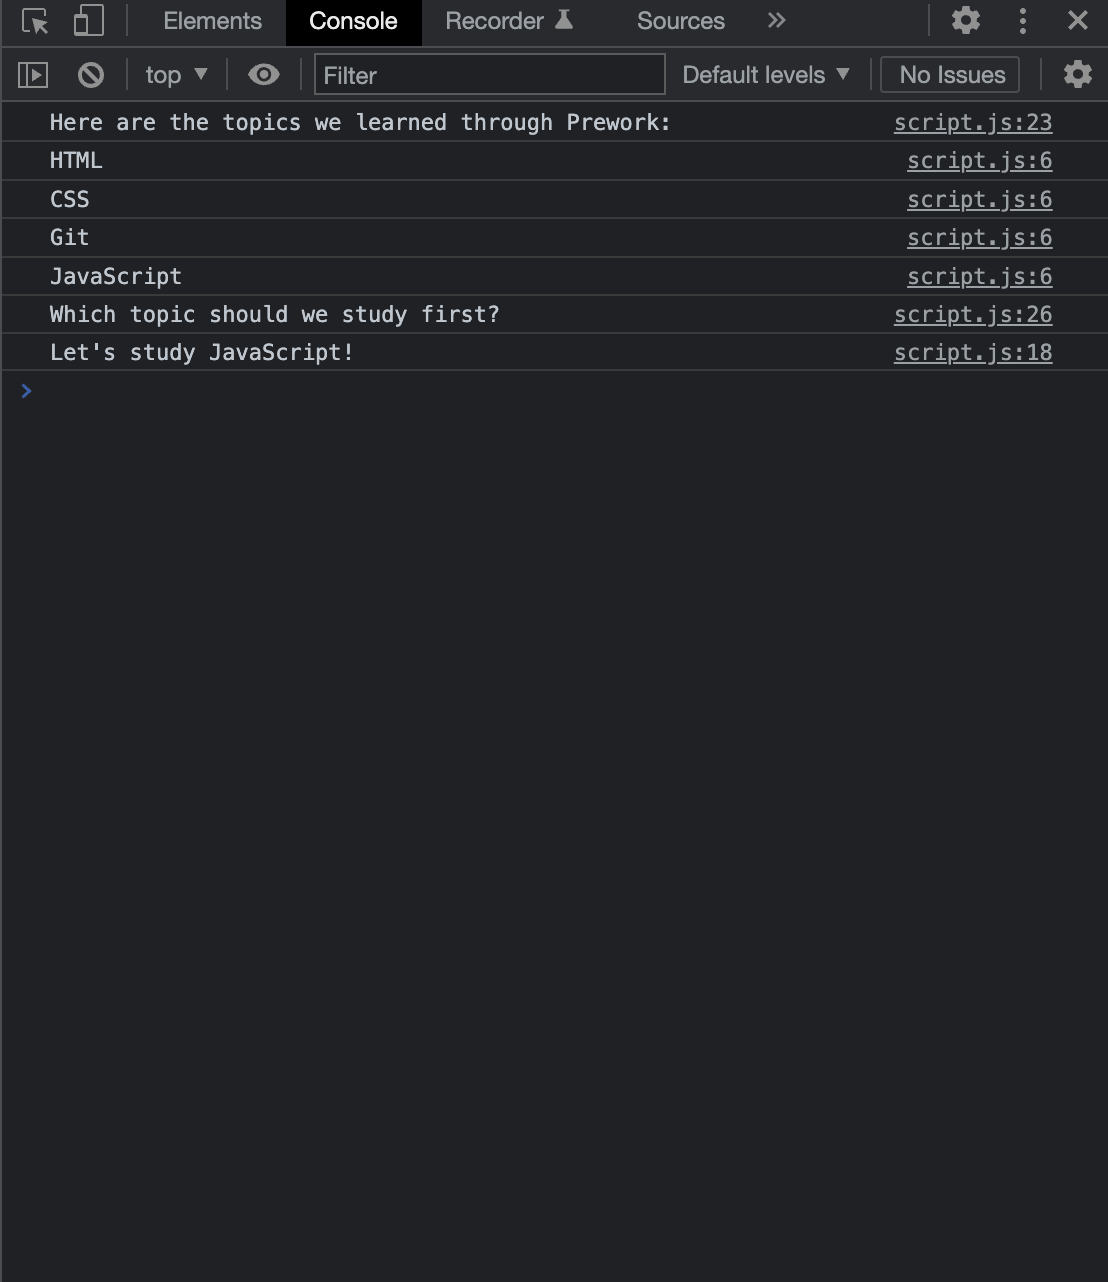 Elements Console Recorder Sources
top Filter Default levels No Issues
Here are the topics we learned through Prework: script.js:23
HTML script.js:6
CSS script.js:6
Git script.js:6
JavaScript script.js:6
Which topic should we study first? script.js:26
Let's study JavaScript! script.js:18